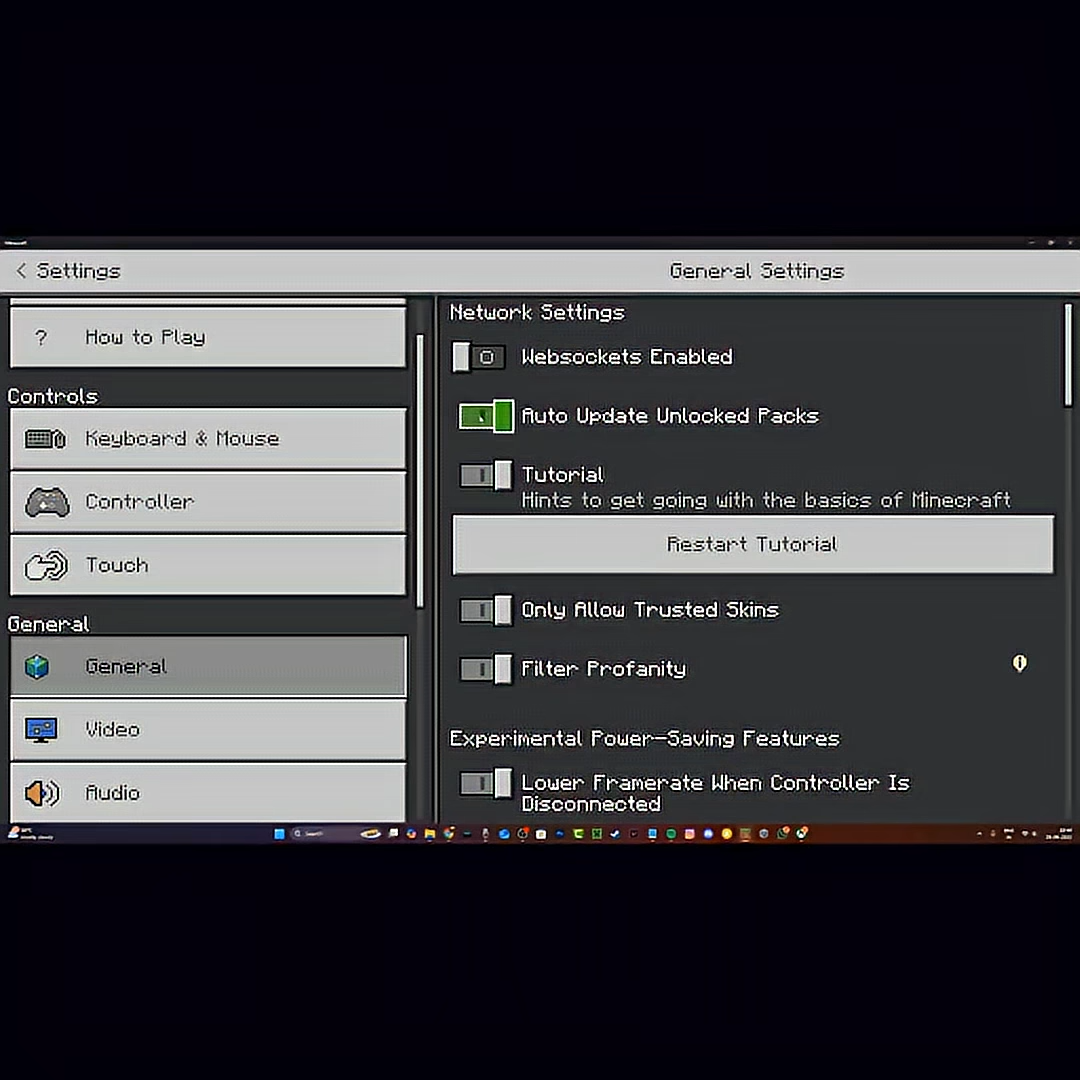 Minecraft
Settings
General Settings
How to Play
Controls
Keyboard & Mouse
Controller
Touch
General
General
Video
Audio
Network Settings
Websockets Enabled
Auto Update Unlocked Packs
Tutorial
Hints to get going with the basics of Minecraft
Restart Tutorial
Only Allow Trusted Skins
Filter Profanity
Experimental Power-Saving Features
Lower Framerate When Controller Is
Disconnected
Search